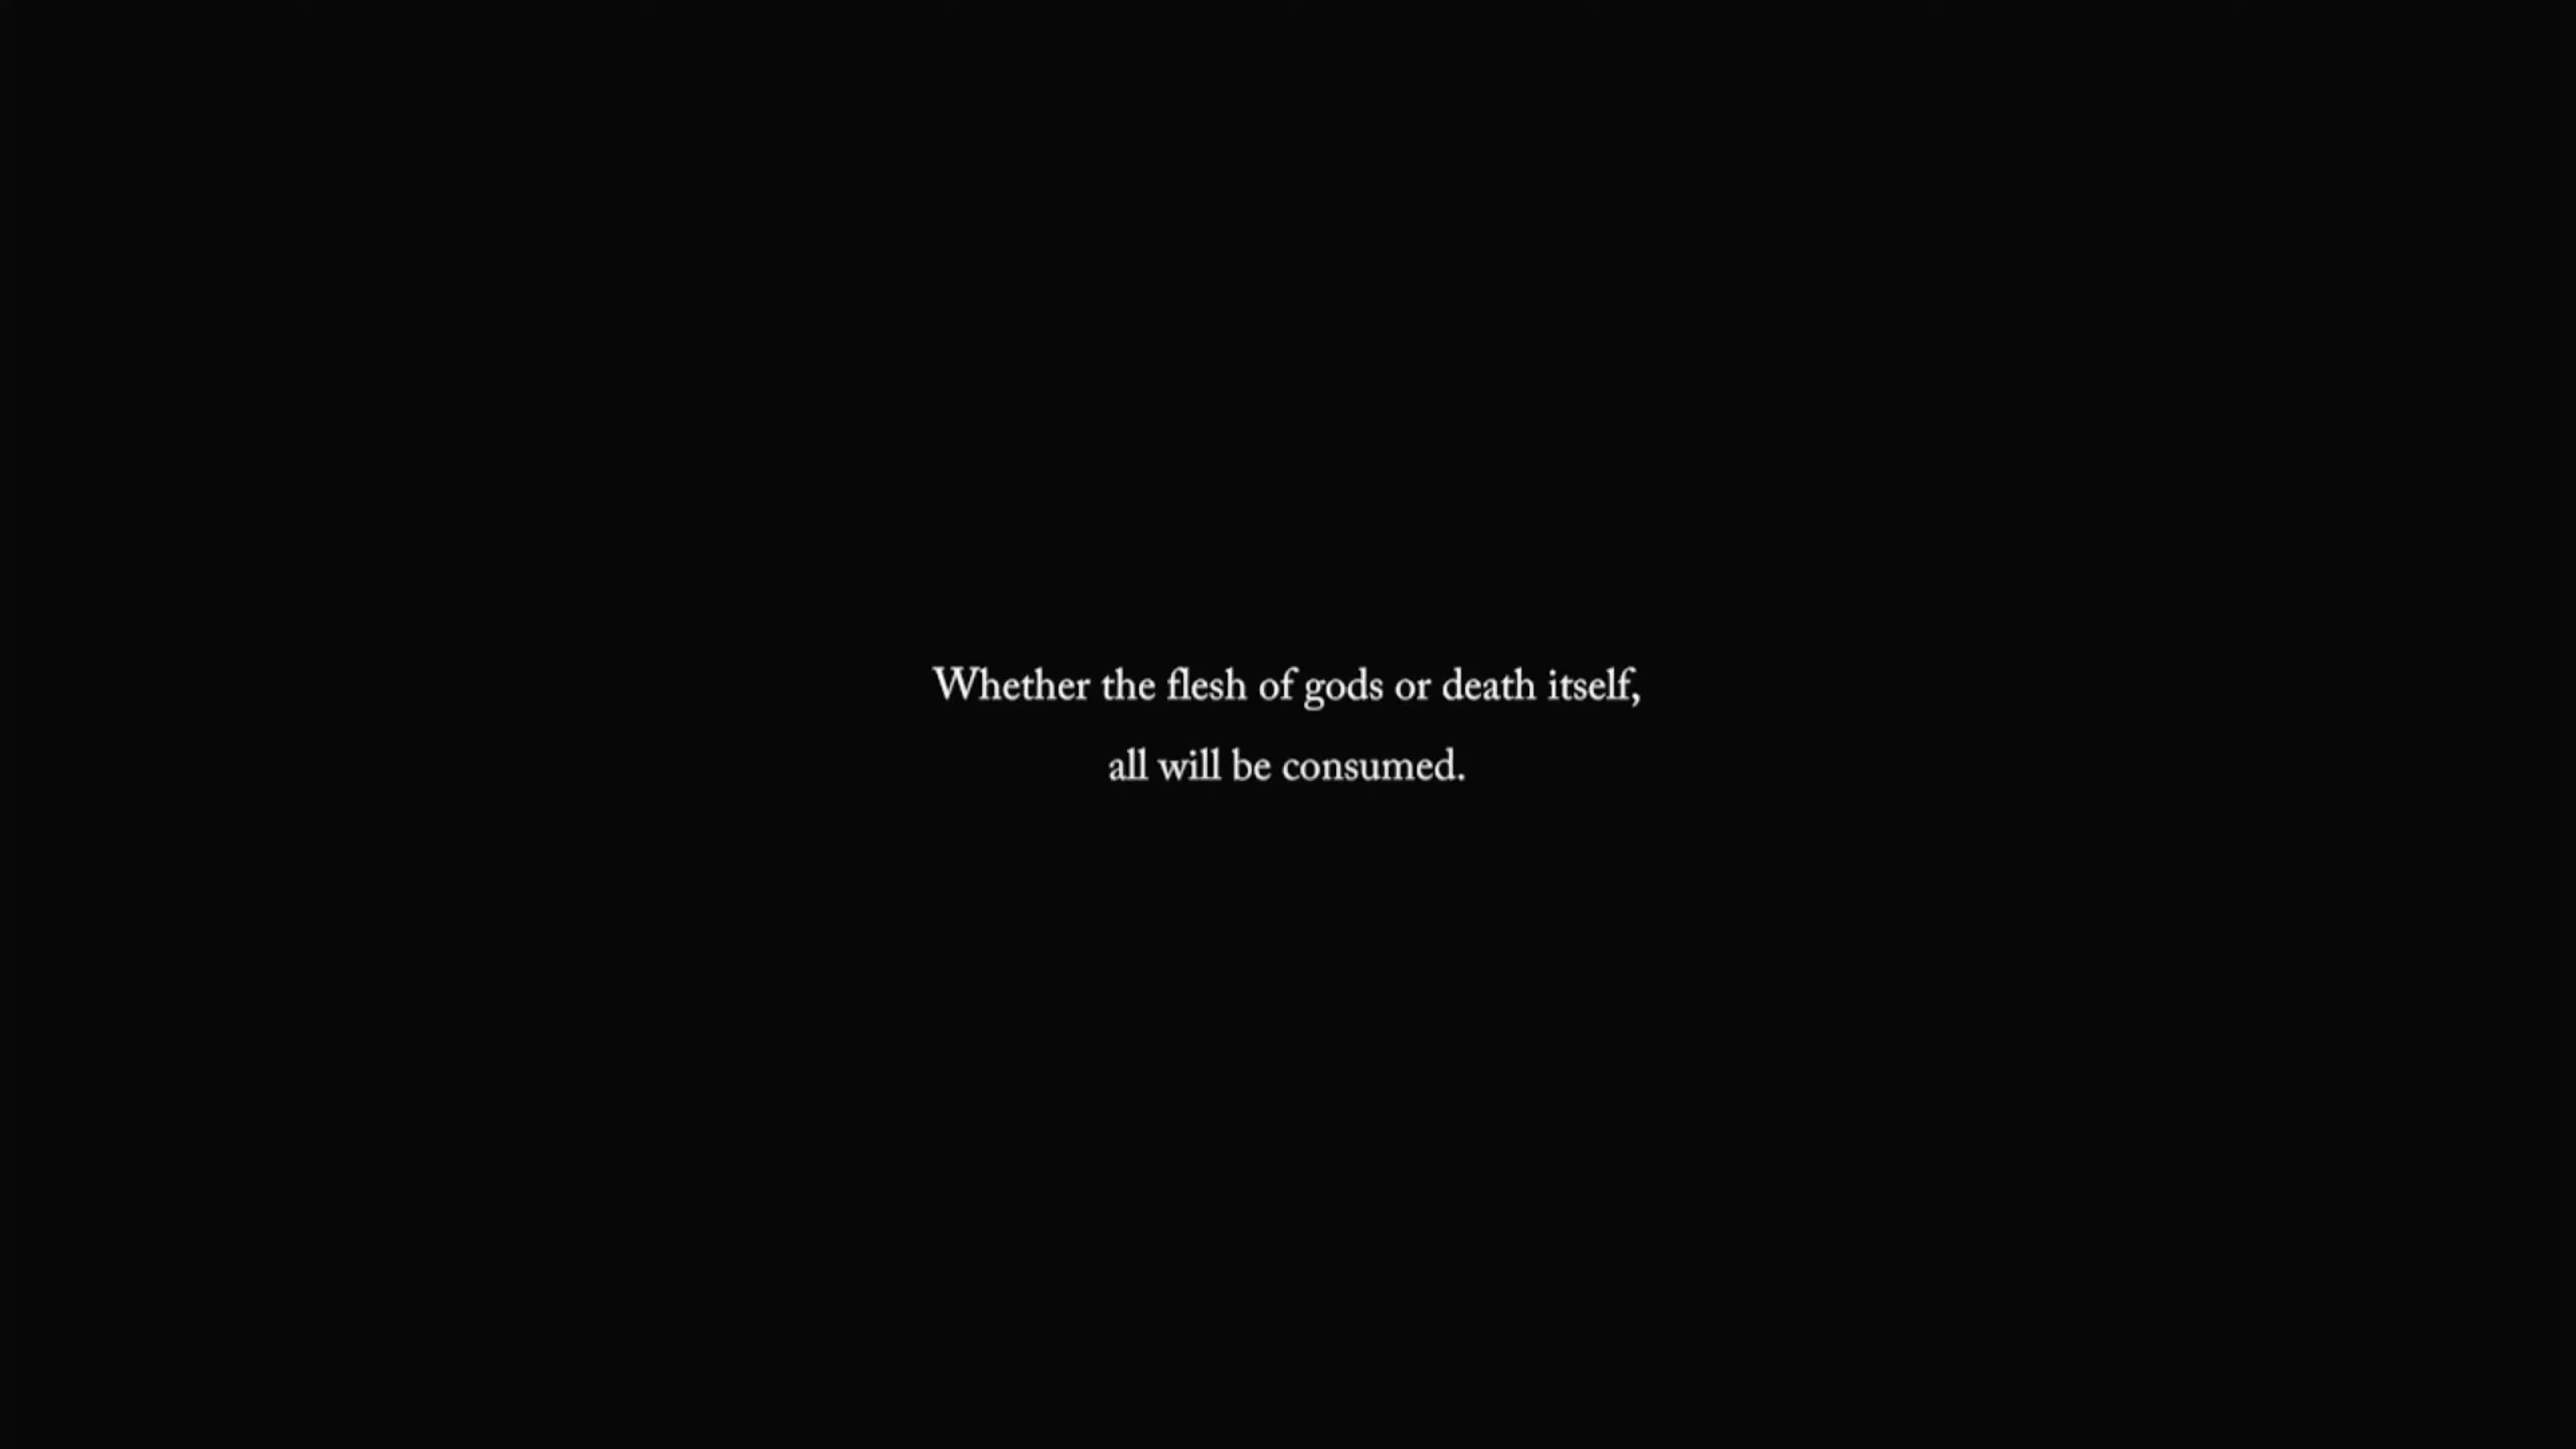 Whether the flesh of gods or death itself,
all will be consumed.